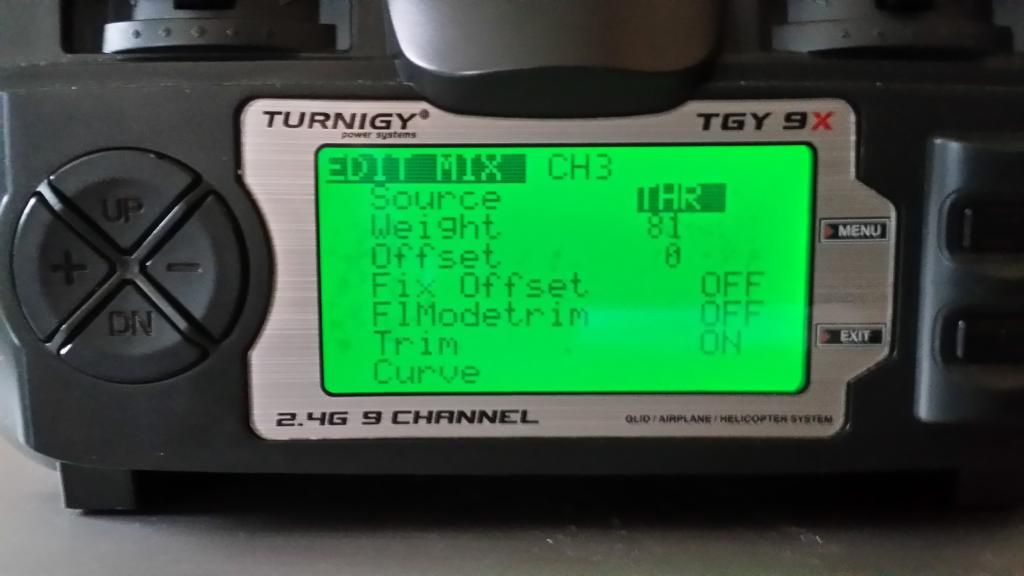 TURNIGY®
power systems
TGY 9X
EDIT MIX CH3
Source THR
Weight 81
Offset 0
Fix Offset OFF
FlModetrim OFF
Trim ON
Curve
UP
+ -
DN
MENU
EXIT
2.4G 9 CHANNEL
GLID / AIRPLANE / HELICOPTER SYSTEM